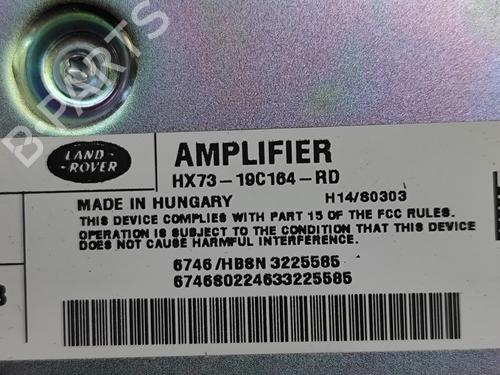 B PARTS
LAND-
ROVER
AMPLIFIER
HX73-19C164-RD
MADE IN HUNGARY H14/S0303
THIS DEVICE COMPLIES WITH PART 15 OF THE FCC RULES.
OPERATION IS SUBJECT TO THE CONDITION THAT THIS DEVICE
DOES NOT CAUSE HARMFUL INTERFERENCE.
6746/HB8N 3225585
674680224633225585